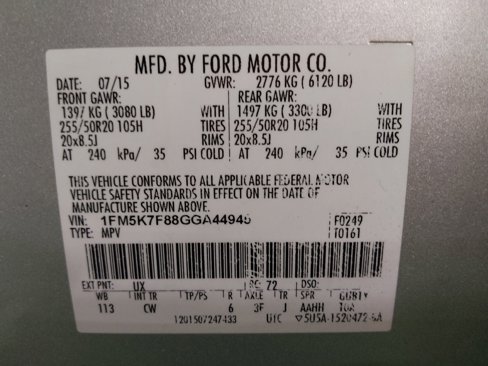 MFD. BY FORD MOTOR CO.
DATE: 07/15 GVWR: 2776 KG ( 6120 LB)
FRONT GAWR: REAR GAWR:
1397 KG ( 3080 LB) WITH 1497 KG ( 3300 LB) WITH
255/50R20 105H TIRES 255/50R20 105H TIRES
20x8.5J RIMS 20x8.5J RIMS
AT 240 kPa/ 35 PSI COLD AT 240 kPa/ 35 PSI COLD
THIS VEHICLE CONFORMS TO ALL APPLICABLE FEDERAL MOTOR
VEHICLE SAFETY STANDARDS IN EFFECT ON THE DATE OF
MANUFACTURE SHOWN ABOVE.
VIN: 1FM5K7F88GGA44945 F0249
TYPE: MPV T0161
EXT PNT: UX RC: 72 DSO:
WB INT TR TP/PS R AXLE TR SPR
113 CW 6 3F J AAHH
1201507247433 UTC